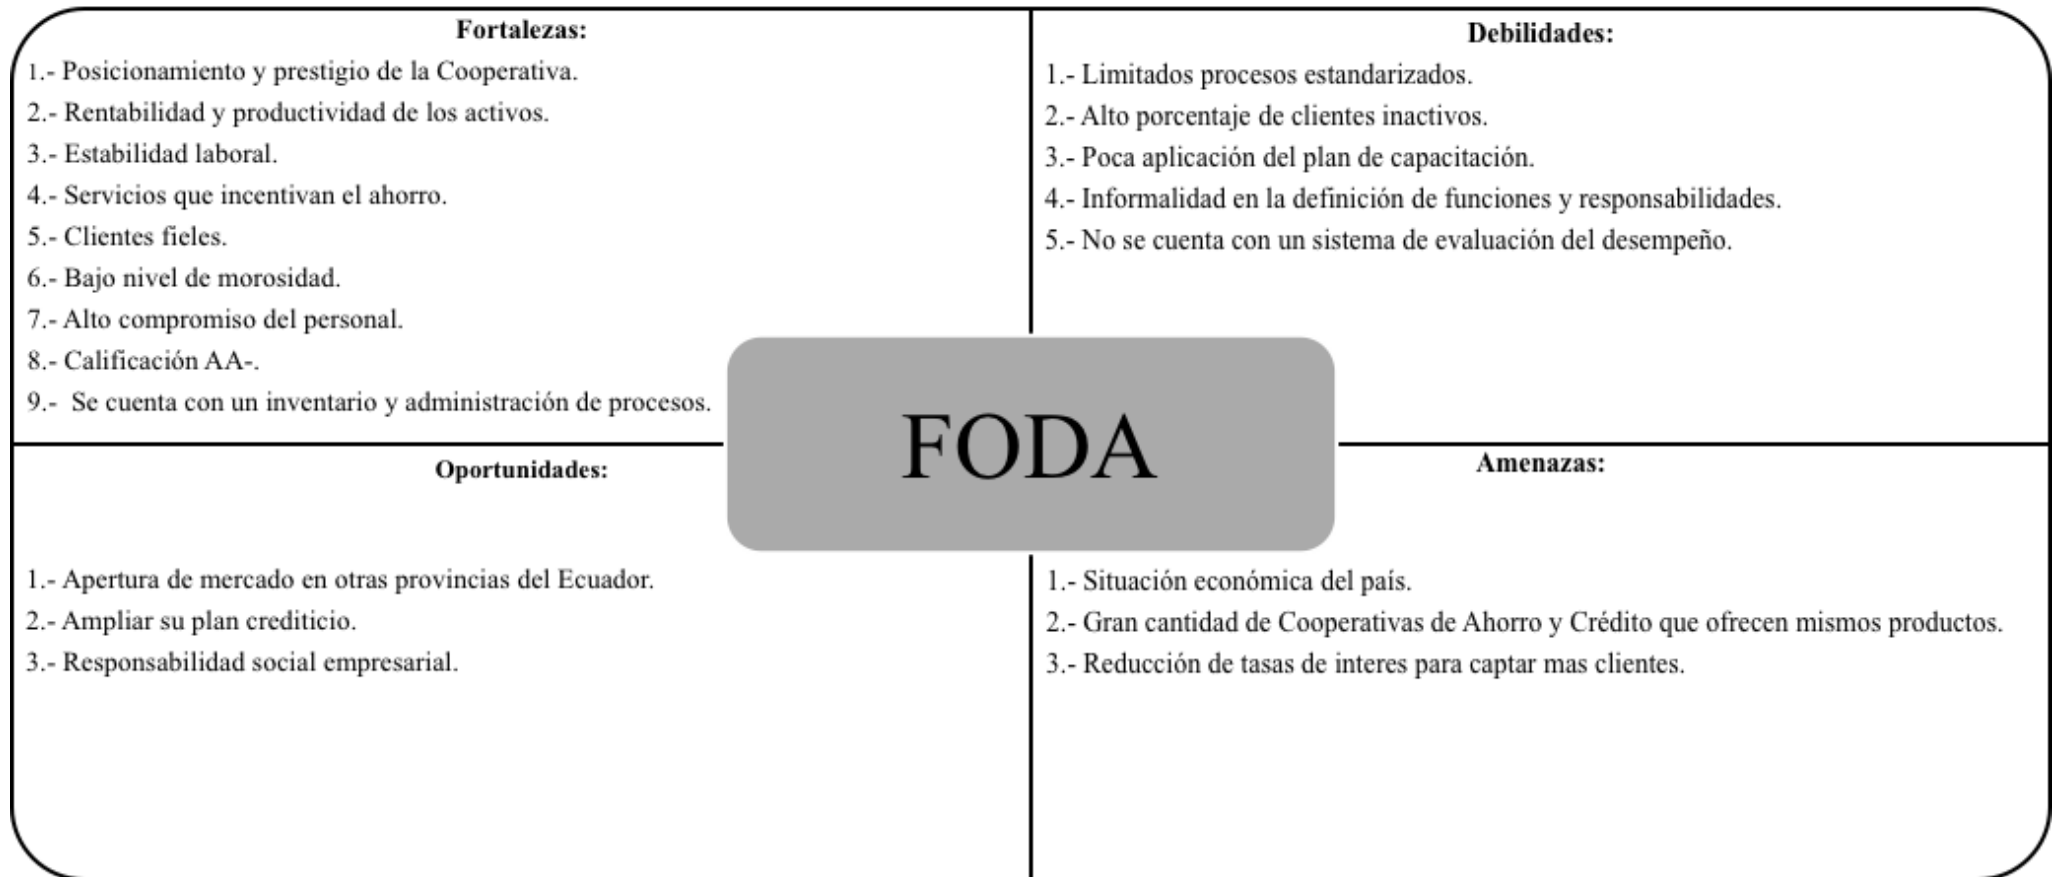 Fortalezas:
1.- Posicionamiento y prestigio de la Cooperativa.
2.- Rentabilidad y productividad de los activos.
3.- Estabilidad laboral.
4.- Servicios que incentivan el ahorro.
5.- Clientes fieles.
6.- Bajo nivel de morosidad.
7.- Alto compromiso del personal.
8.- Calificación AA-.
9.- Se cuenta con un inventario y administración de procesos.
Debilidades:
1.- Limitados procesos estandarizados.
2.- Alto porcentaje de clientes inactivos.
3.- Poca aplicación del plan de capacitación.
4.- Informalidad en la definición de funciones y responsabilidades.
5.- No se cuenta con un sistema de evaluación del desempeño.
FODA
Oportunidades:
1.- Apertura de mercado en otras provincias del Ecuador.
2.- Ampliar su plan crediticio.
3.- Responsabilidad social empresarial.
Amenazas:
1.- Situación económica del país.
2.- Gran cantidad de Cooperativas de Ahorro y Crédito que ofrecen mismos productos.
3.- Reducción de tasas de interes para captar mas clientes.